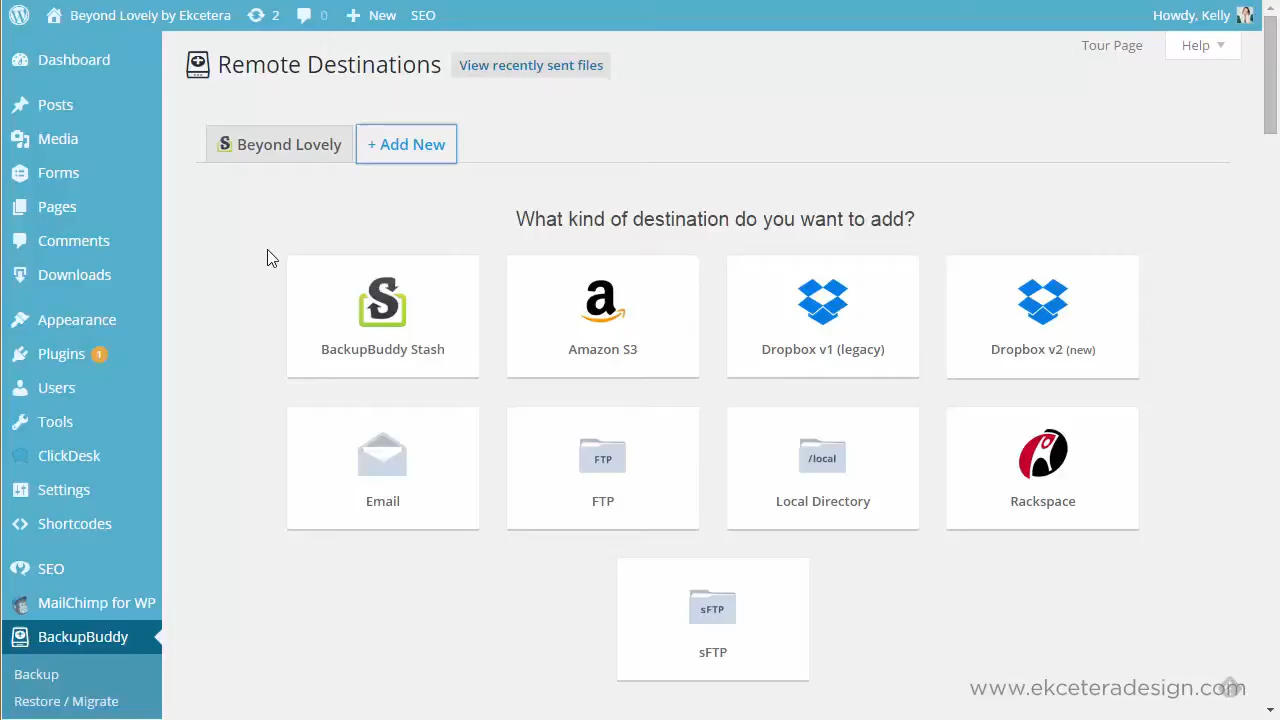 Beyond Lovely by Ekcetera 2 0 New SEO Howdy, Kelly
Dashboard
Posts
Media
Forms
Pages
Comments
Downloads
Appearance
Plugins 1
Users
Tools
ClickDesk
Settings
Shortcodes
SEO
MailChimp for WP
BackupBuddy
Backup
Restore / Migrate
Tour Page Help
Remote Destinations View recently sent files
S Beyond Lovely + Add New
What kind of destination do you want to add?
S
BackupBuddy Stash
a
Amazon S3
Dropbox v1 (legacy)
Dropbox v2 (new)
Email
FTP
FTP
/local
Local Directory
Rackspace
sFTP
sFTP
www.ekceteradesign.com